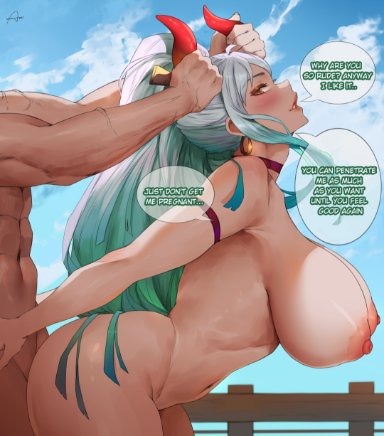 WHY ARE YOU
SO RUDE? ANYWAY
I LIKE IT..
YOU CAN PENETRATE
ME AS MUCH
AS YOU WANT
UNTIL YOU FEEL
GOOD AGAIN
JUST DON'T GET
ME PREGNANT...